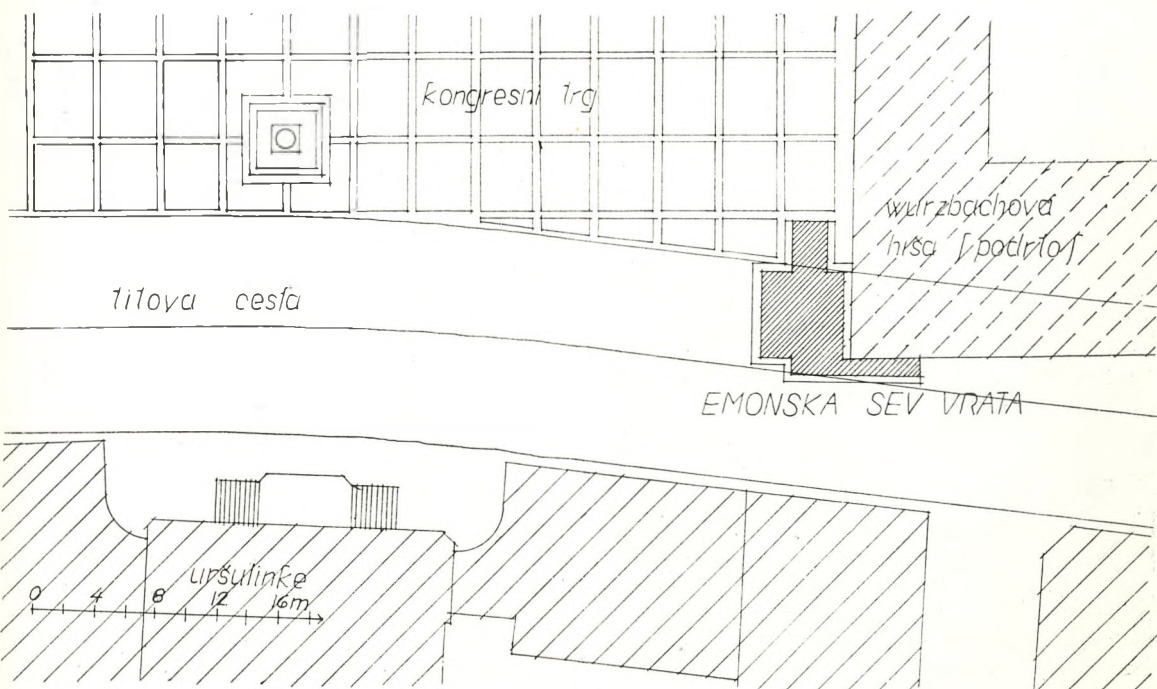 kongresni trg
wurzbachova
hiša [podrto]
titova cesta
EMONSKA SEV VRATA
uršulinke
0 4 8 12 16m